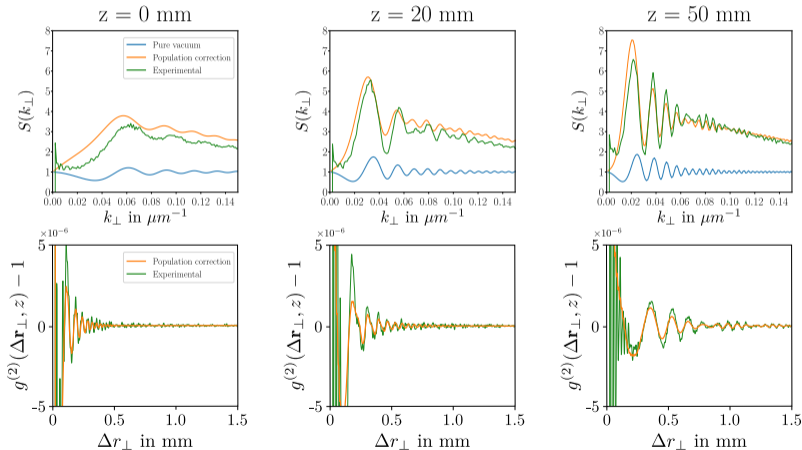 z = 0 mm
z = 20 mm
z = 50 mm
S(k⊥)
8
7
6
5
4
3
2
1
0
Pure vacuum
Population correction
Experimental
0.00 0.02 0.04 0.06 0.08 0.10 0.12 0.14
k⊥ in μm⁻¹
S(k⊥)
8
7
6
5
4
3
2
1
0
0.00 0.02 0.04 0.06 0.08 0.10 0.12 0.14
k⊥ in μm⁻¹
S(k⊥)
8
7
6
5
4
3
2
1
0
0.00 0.02 0.04 0.06 0.08 0.10 0.12 0.14
k⊥ in μm⁻¹
×10⁻⁶
g⁽²⁾(Δr⊥, z) − 1
5
0
-5
Population correction
Experimental
0 0.5 1.0 1.5
Δr⊥ in mm
×10⁻⁶
g⁽²⁾(Δr⊥, z) − 1
5
0
-5
0 0.5 1.0 1.5
Δr⊥ in mm
×10⁻⁶
g⁽²⁾(Δr⊥, z) − 1
5
0
-5
0 0.5 1.0 1.5
Δr⊥ in mm